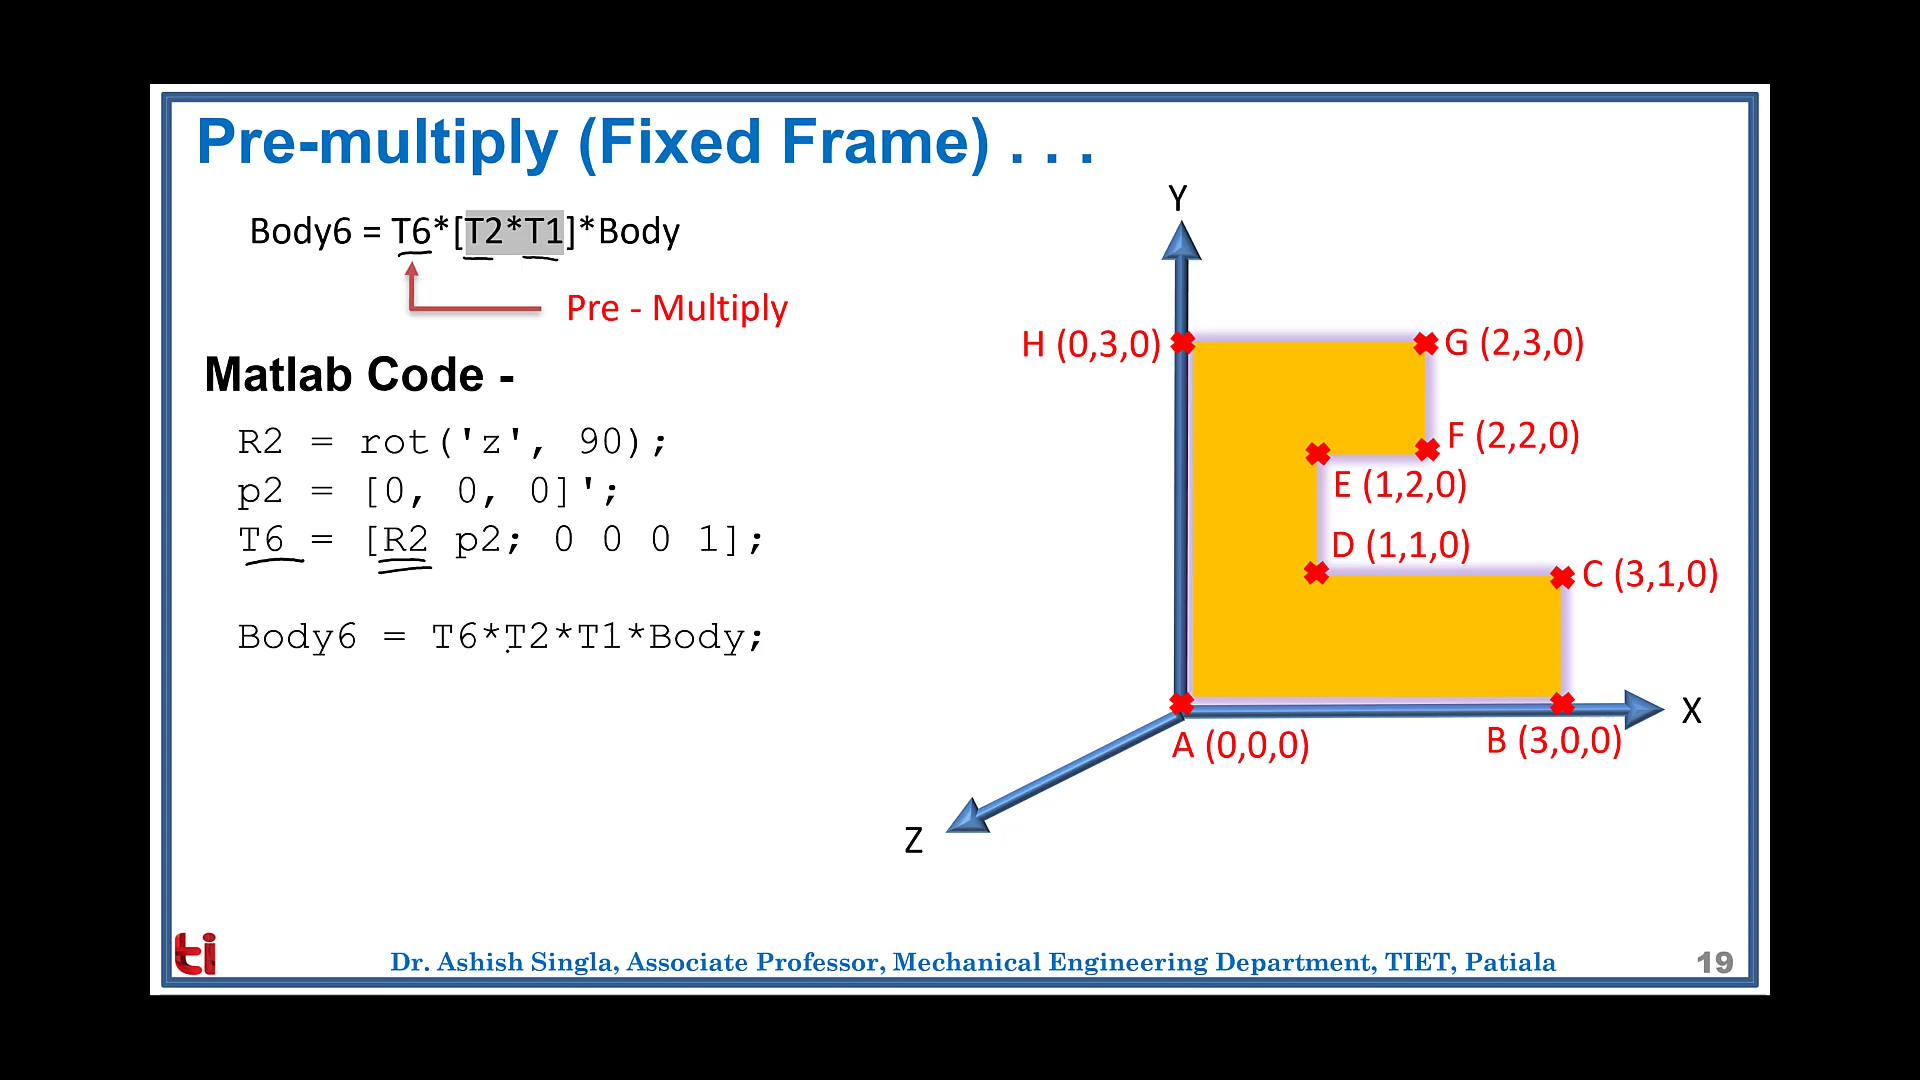 Pre-multiply (Fixed Frame) . . .
Body6 = T6*[T2*T1]*Body
Pre - Multiply
Matlab Code -
R2 = rot('z', 90);
p2 = [0, 0, 0]';
T6 = [R2 p2; 0 0 0 1];
Body6 = T6*T2*T1*Body;
Y
H (0,3,0)
G (2,3,0)
F (2,2,0)
E (1,2,0)
D (1,1,0)
C (3,1,0)
X
A (0,0,0)
B (3,0,0)
Z
ti
Dr. Ashish Singla, Associate Professor, Mechanical Engineering Department, TIET, Patiala
19